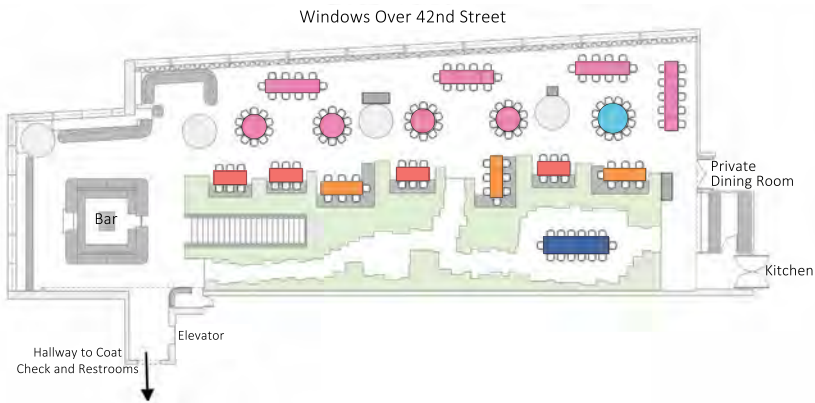 Windows Over 42nd Street
Private
Dining Room
Bar
Kitchen
Elevator
Hallway to Coat
Check and Restrooms